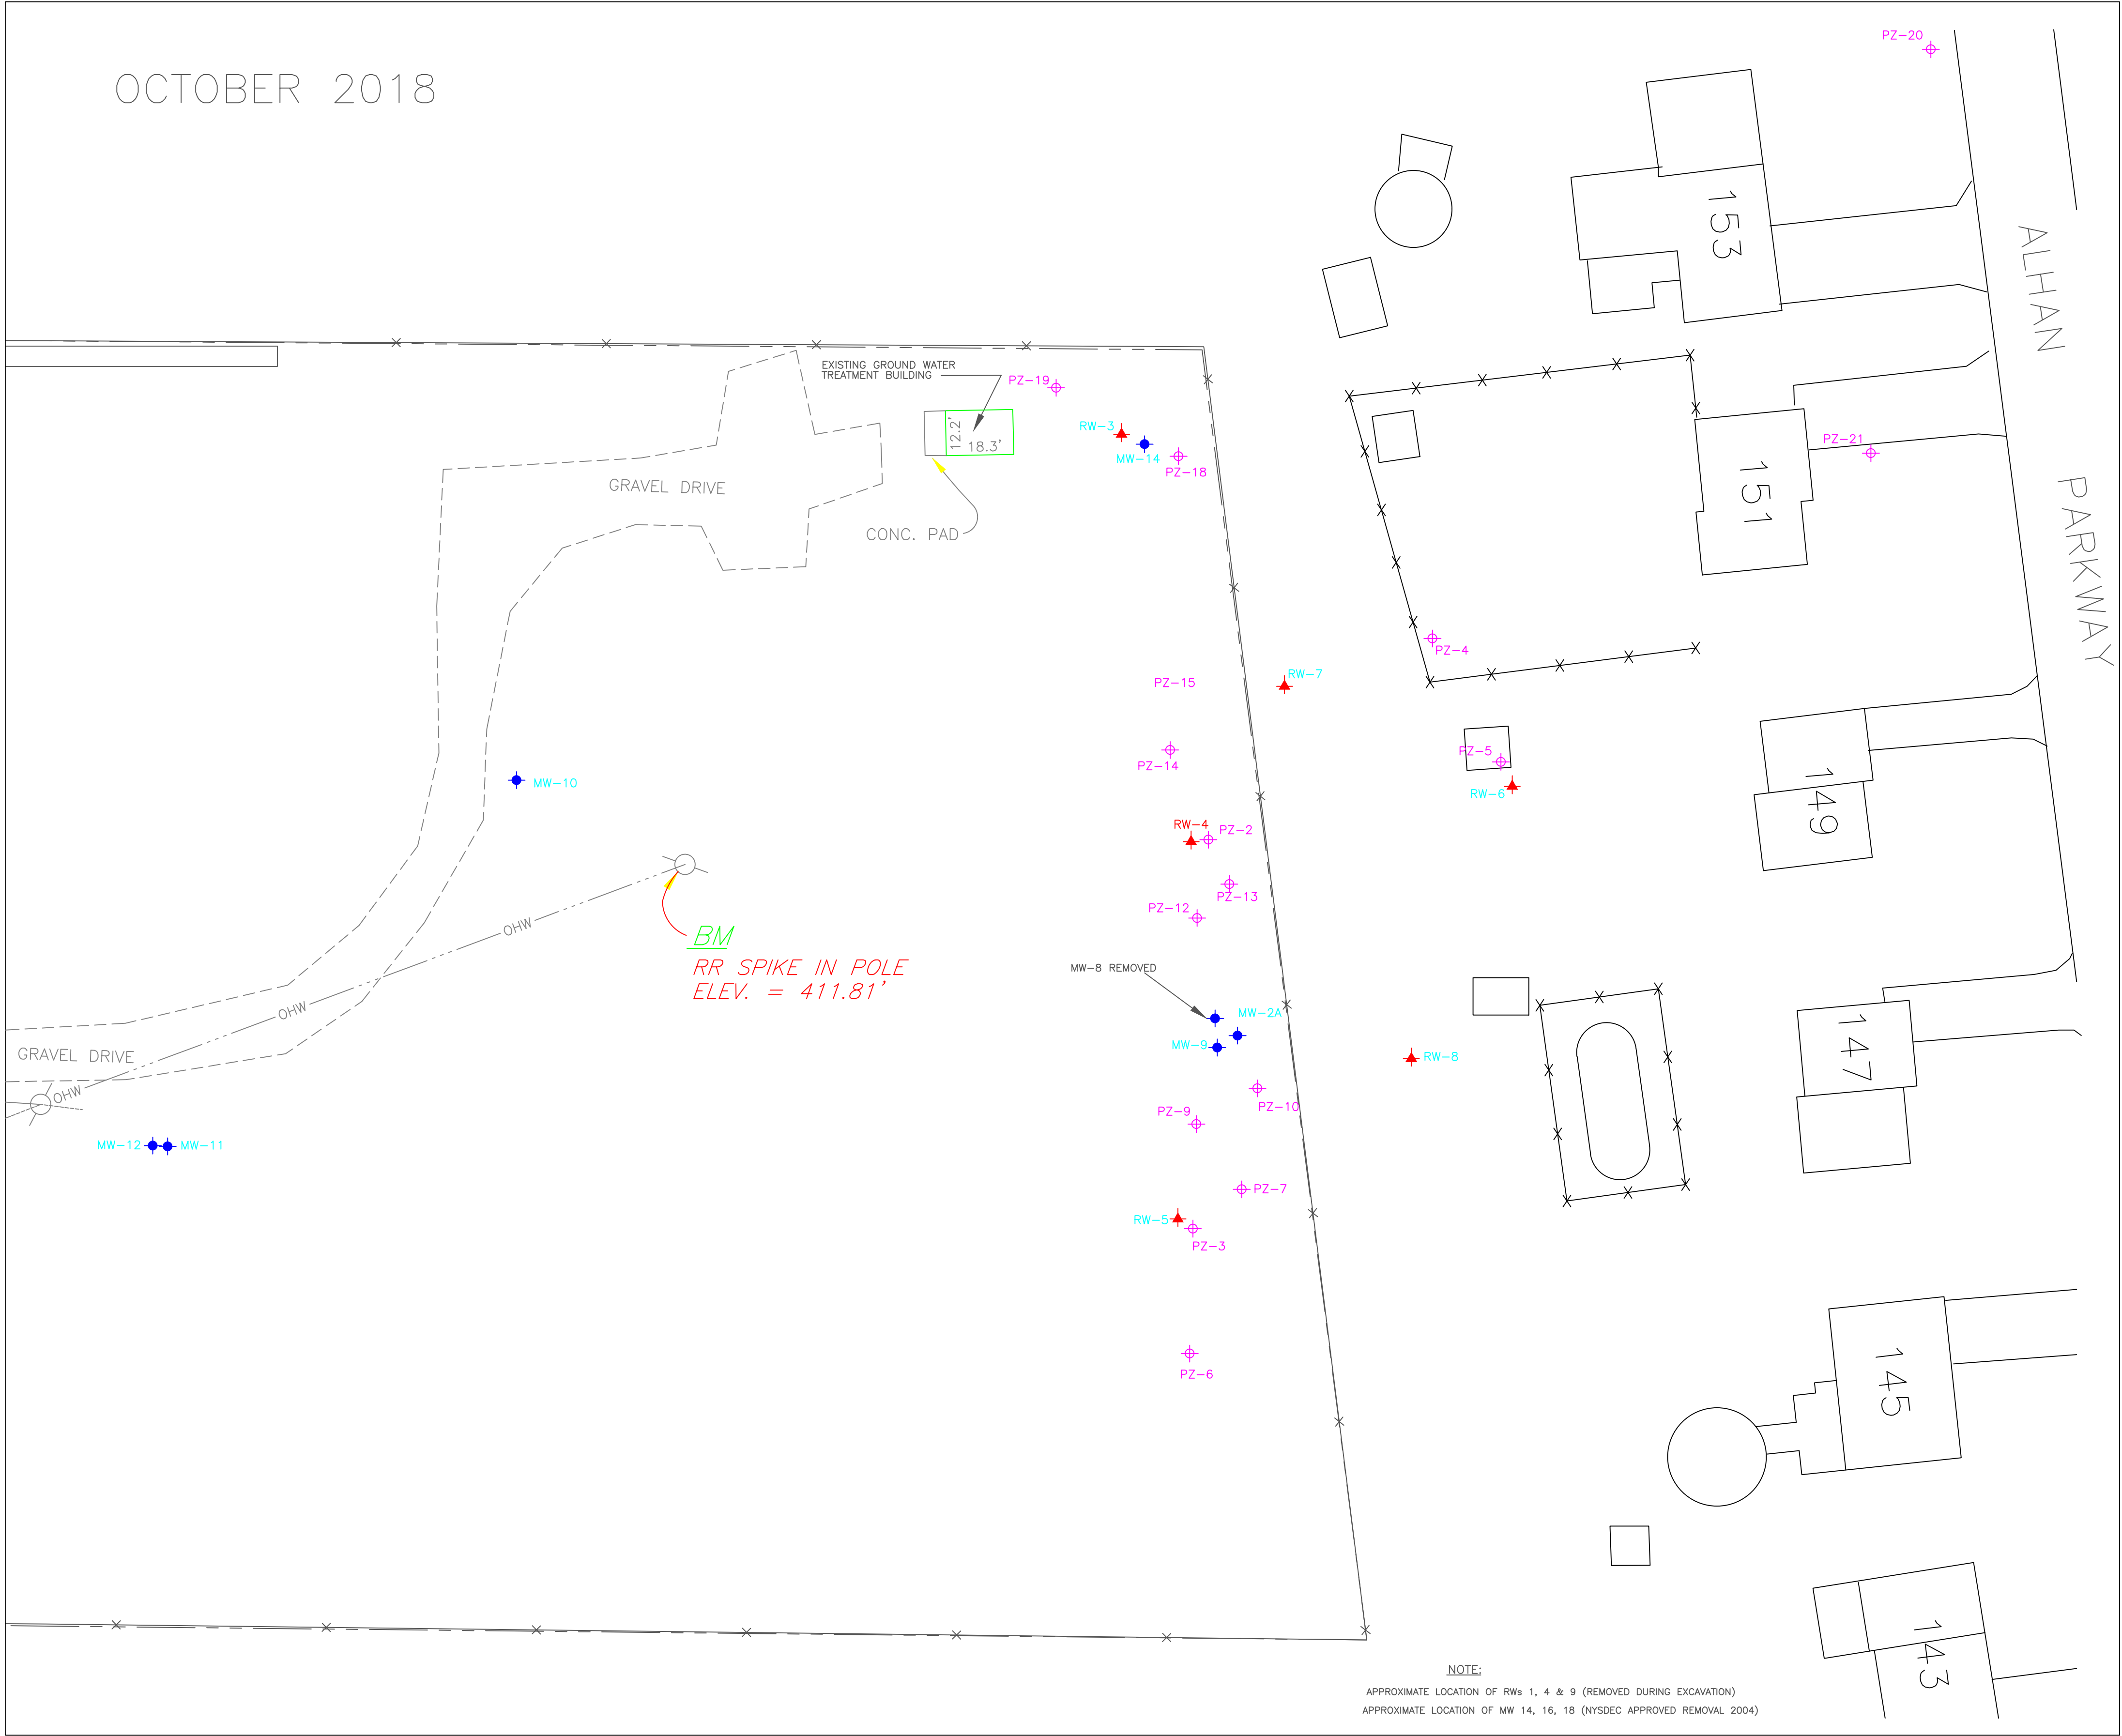 PZ-20
OCTOBER 2018
153
ALHAN
EXISTING GROUND WATER
TREATMENT BUILDING
PZ-19
RW-3
12.2'
18.3'
MW-14
PZ-18
PZ-21
151
GRAVEL DRIVE
CONC. PAD
PARKWAY
PZ-4
RW-7
PZ-15
PZ-14
PZ-5
RW-6
MW-10
149
RW-4
PZ-2
PZ-13
PZ-12
OHW
BM
RR SPIKE IN POLE
ELEV. = 411.81'
MW-8 REMOVED
OHW
MW-2A
MW-9
RW-8
147
GRAVEL DRIVE
OHW
PZ-10
PZ-9
MW-12
MW-11
PZ-7
RW-5
PZ-3
PZ-6
145
143
NOTE:
APPROXIMATE LOCATION OF RWs 1, 4 & 9 (REMOVED DURING EXCAVATION)
APPROXIMATE LOCATION OF MW 14, 16, 18 (NYSDEC APPROVED REMOVAL 2004)